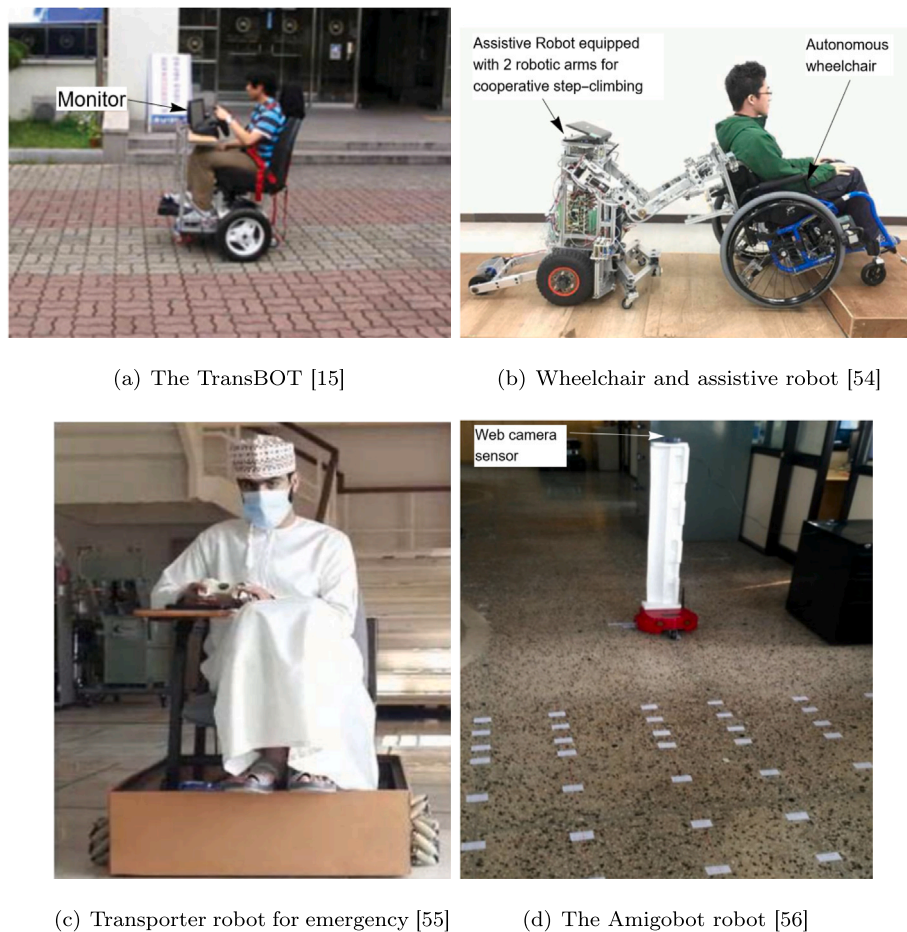 Monitor
(a) The TransBOT [15]
Assistive Robot equipped
with 2 robotic arms for
cooperative step–climbing
Autonomous
wheelchair
(b) Wheelchair and assistive robot [54]
(c) Transporter robot for emergency [55]
Web camera
sensor
(d) The Amigobot robot [56]